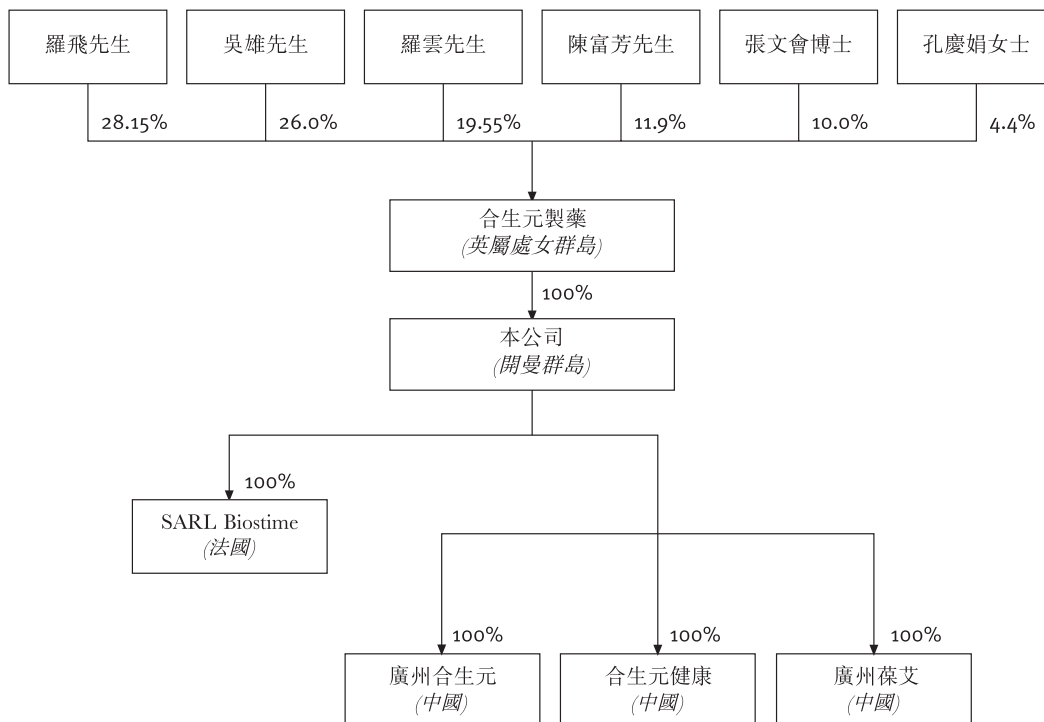 羅飛先生
吳雄先生
羅雲先生
陳富芳先生
張文會博士
孔慶娟女士
28.15%
26.0%
19.55%
11.9%
10.0%
4.4%
合生元製藥
(英屬處女群島)
100%
本公司
(開曼群島)
100%
SARL Biostime
(法國)
100%
100%
100%
廣州合生元
(中國)
合生元健康
(中國)
廣州葆艾
(中國)